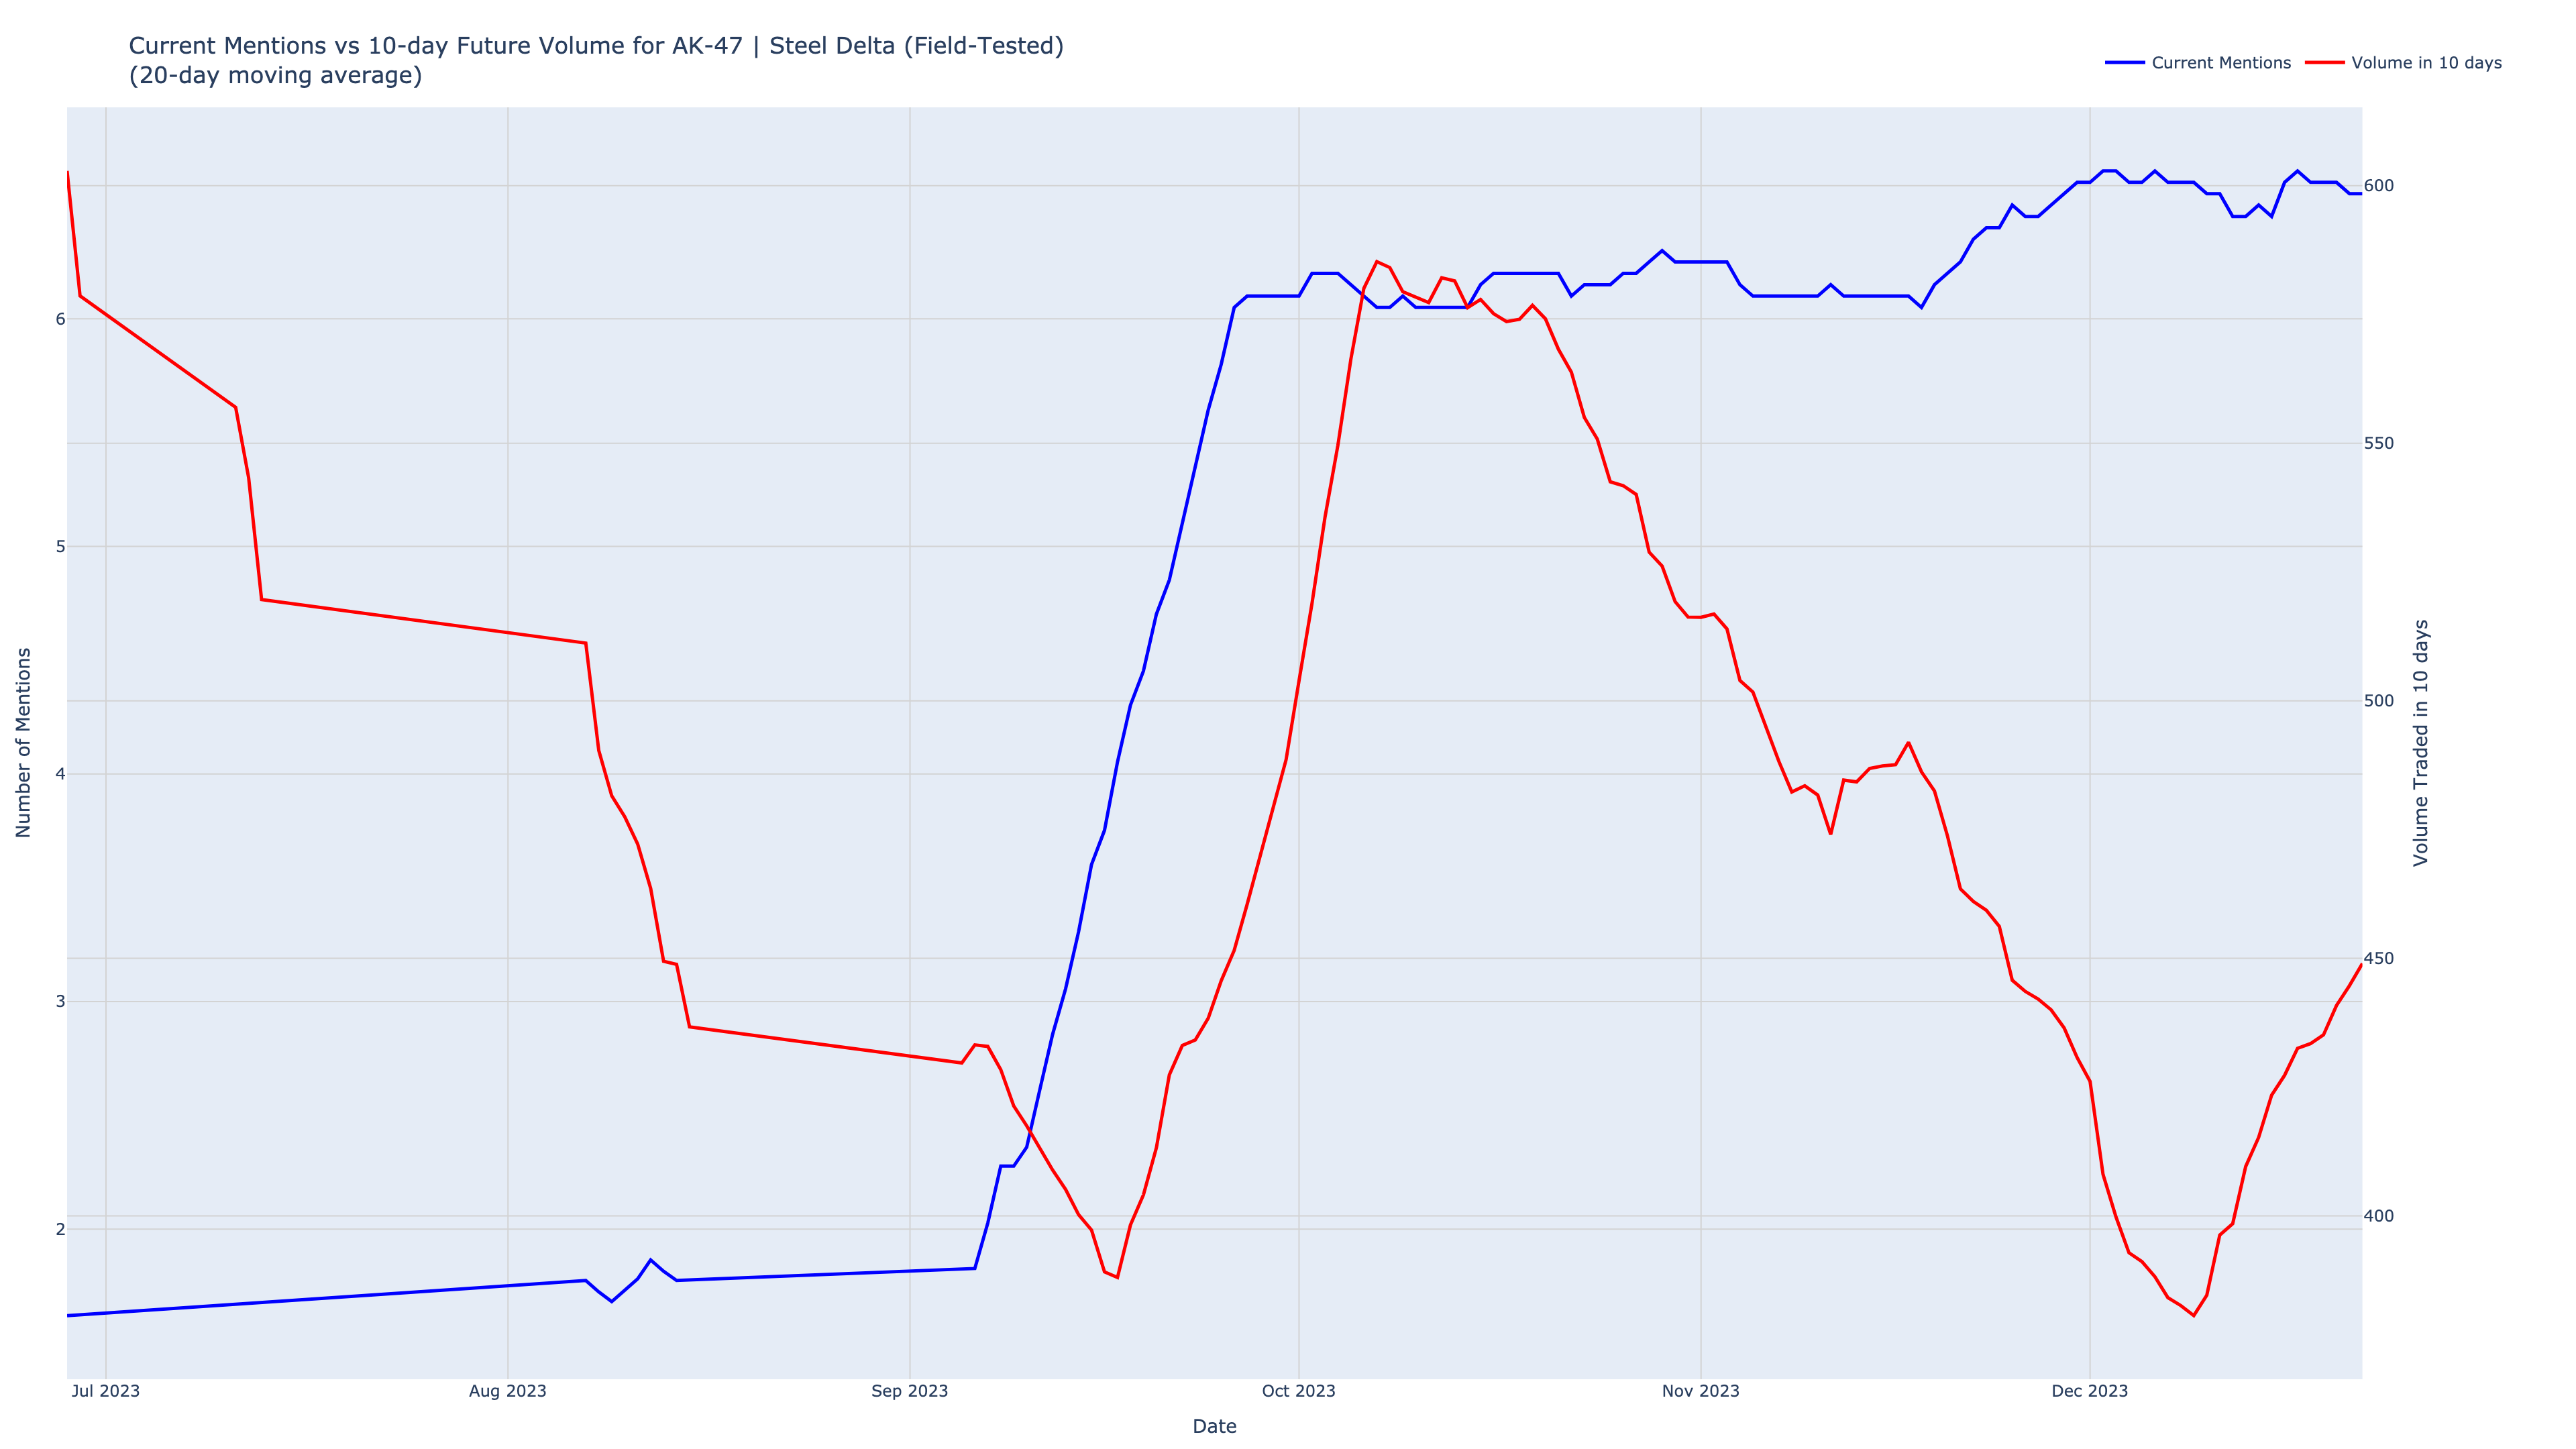 Current Mentions vs 10-day Future Volume for AK-47 | Steel Delta (Field-Tested)
(20-day moving average)
Current Mentions
Volume in 10 days
Number of Mentions
6
5
4
3
2
600
550
500
450
400
Volume Traded in 10 days
Jul 2023
Aug 2023
Sep 2023
Oct 2023
Nov 2023
Dec 2023
Date